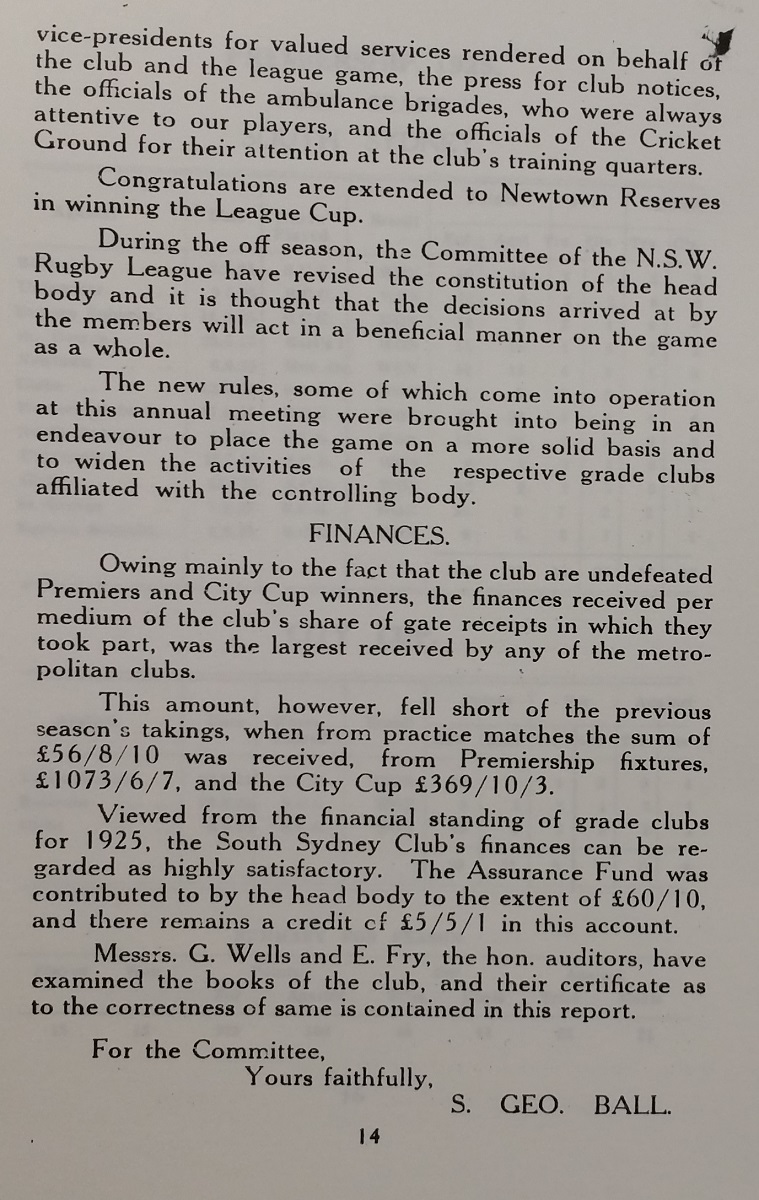 vice-presidents for valued services rendered on behalf of
the club and the league game, the press for club notices,
the officials of the ambulance brigades, who were always
attentive to our players, and the officials of the Cricket
Ground for their attention at the club's training quarters.
Congratulations are extended to Newtown Reserves
in winning the League Cup.
During the off season, the Committee of the N.S.W.
Rugby League have revised the constitution of the head
body and it is thought that the decisions arrived at by
the members will act in a beneficial manner on the game
as a whole.
The new rules, some of which come into operation
at this annual meeting were brought into being in an
endeavour to place the game on a more solid basis and
to widen the activities of the respective grade clubs
affiliated with the controlling body.
FINANCES.
Owing mainly to the fact that the club are undefeated
Premiers and City Cup winners, the finances received per
medium of the club's share of gate receipts in which they
took part, was the largest received by any of the metro-
politan clubs.
This amount, however, fell short of the previous
season's takings, when from practice matches the sum of
£56/8/10 was received, from Premiership fixtures,
£1073/6/7, and the City Cup £369/10/3.
Viewed from the financial standing of grade clubs
for 1925, the South Sydney Club's finances can be re-
garded as highly satisfactory. The Assurance Fund was
contributed to by the head body to the extent of £60/10,
and there remains a credit of £5/5/1 in this account.
Messrs. G. Wells and E. Fry, the hon. auditors, have
examined the books of the club, and their certificate as
to the correctness of same is contained in this report.
For the Committee,
Yours faithfully,
S. GEO. BALL.
14